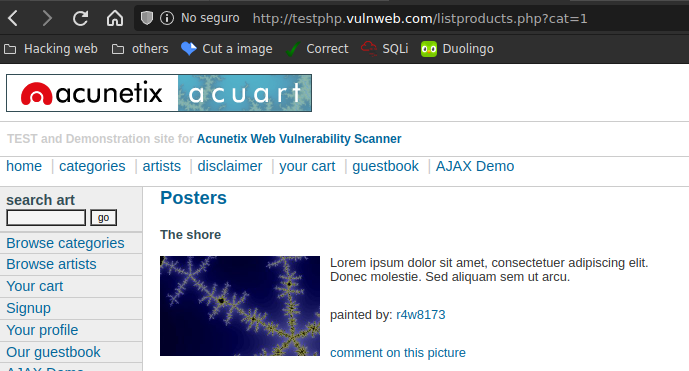 No seguro http://testphp.vulnweb.com/listproducts.php?cat=1
Hacking web others Cut a image Correct SQLi Duolingo
acunetix acuart
TEST and Demonstration site for Acunetix Web Vulnerability Scanner
home | categories | artists | disclaimer | your cart | guestbook | AJAX Demo
search art
go
Browse categories
Browse artists
Your cart
Signup
Your profile
Our guestbook
AJAX Demo
Posters
The shore
Lorem ipsum dolor sit amet, consectetuer adipiscing elit.
Donec molestie. Sed aliquam sem ut arcu.
painted by: r4w8173
comment on this picture